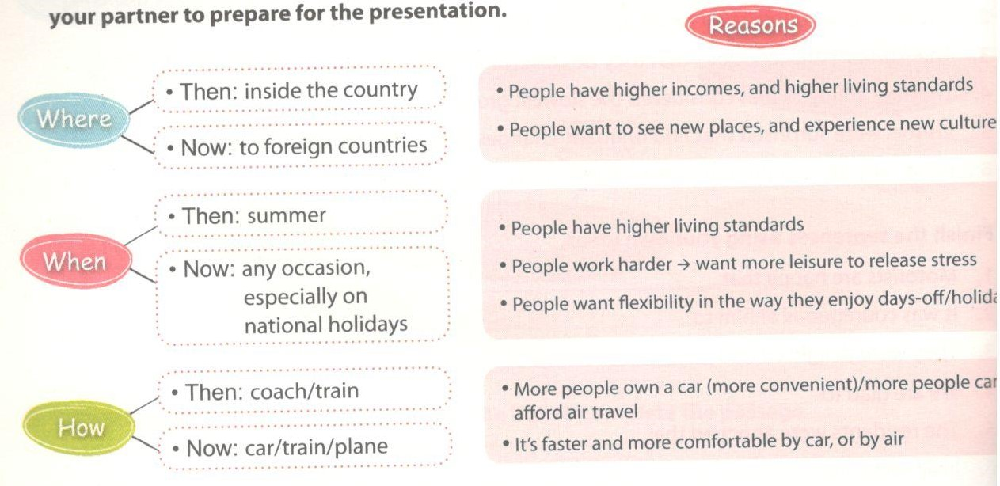 your partner to prepare for the presentation.
Reasons
Where
• Then: inside the country
• Now: to foreign countries
• People have higher incomes, and higher living standards
• People want to see new places, and experience new culture
When
• Then: summer
• Now: any occasion,
especially on
national holidays
• People have higher living standards
• People work harder → want more leisure to release stress
• People want flexibility in the way they enjoy days-off/holida
How
• Then: coach/train
• Now: car/train/plane
• More people own a car (more convenient)/more people can
afford air travel
• It's faster and more comfortable by car, or by air